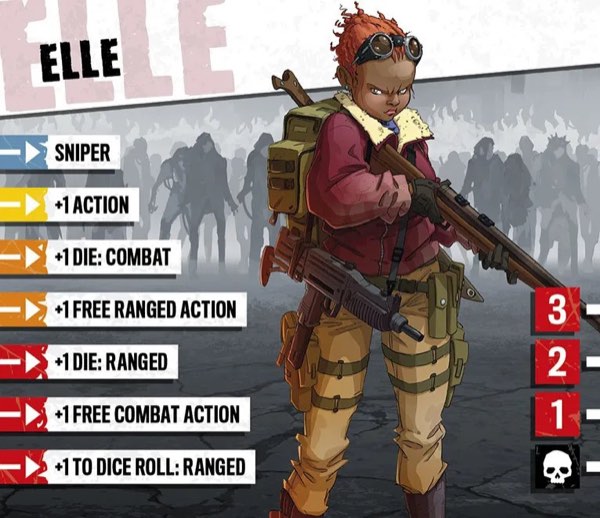 ELLE
ELLE
SNIPER
+1 ACTION
+1 DIE: COMBAT
+1 FREE RANGED ACTION
+1 DIE: RANGED
+1 FREE COMBAT ACTION
+1 TO DICE ROLL: RANGED
3
2
1